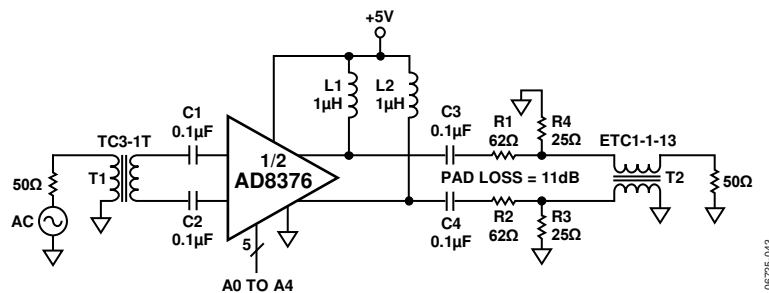 +5V
L1
1µH
L2
1µH
C1
0.1µF
C3
0.1µF
R1
62Ω
R4
25Ω
TC3-1T
ETC1-1-13
50Ω
T1
1/2
AD8376
PAD LOSS = 11dB
T2
50Ω
AC
C2
0.1µF
C4
0.1µF
R2
62Ω
R3
25Ω
5
A0 TO A4
06725-043